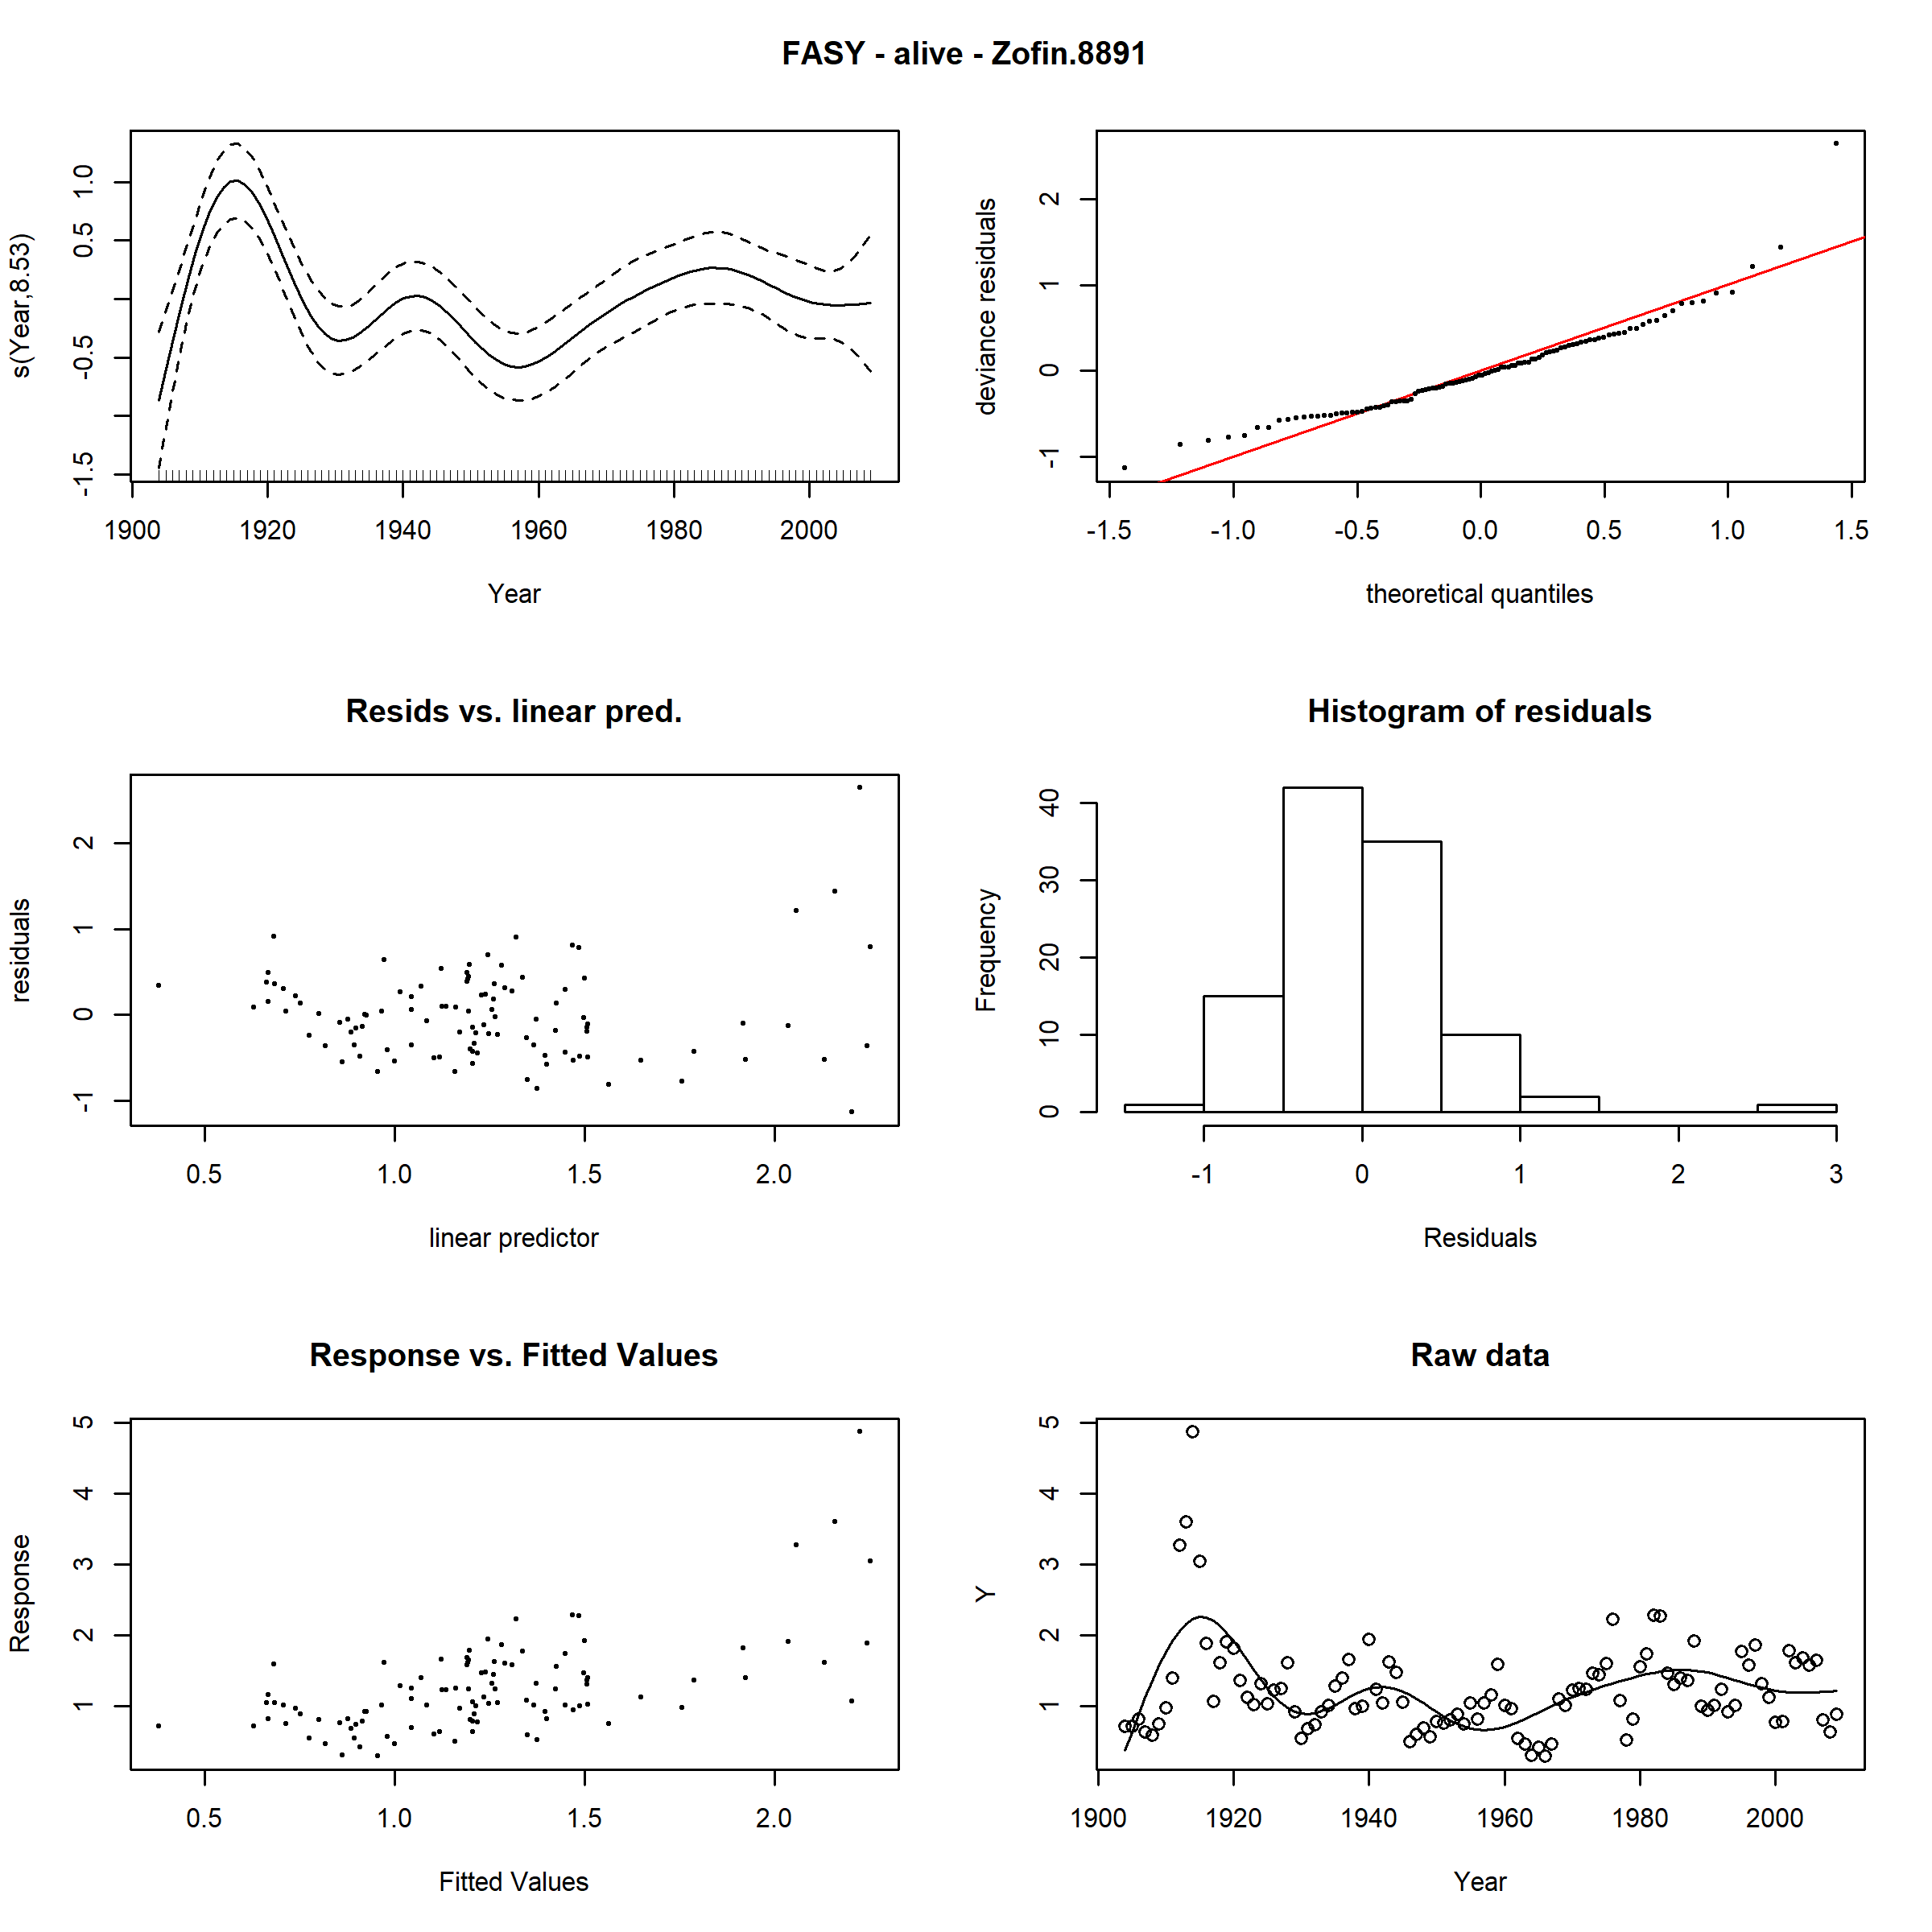 FASY - alive - Zofin.8891
s(Year,8.53)
-1.5 -0.5 0.5 1.0
1900 1920 1940 1960 1980 2000
Year
deviance residuals
-1 0 1 2
-1.5 -1.0 -0.5 0.0 0.5 1.0 1.5
theoretical quantiles
Resids vs. linear pred.
residuals
-1 0 1 2
0.5 1.0 1.5 2.0
linear predictor
Histogram of residuals
Frequency
0 10 20 30 40
-1 0 1 2 3
Residuals
Response vs. Fitted Values
Response
1 2 3 4 5
0.5 1.0 1.5 2.0
Fitted Values
Raw data
Y
1 2 3 4 5
1900 1920 1940 1960 1980 2000
Year